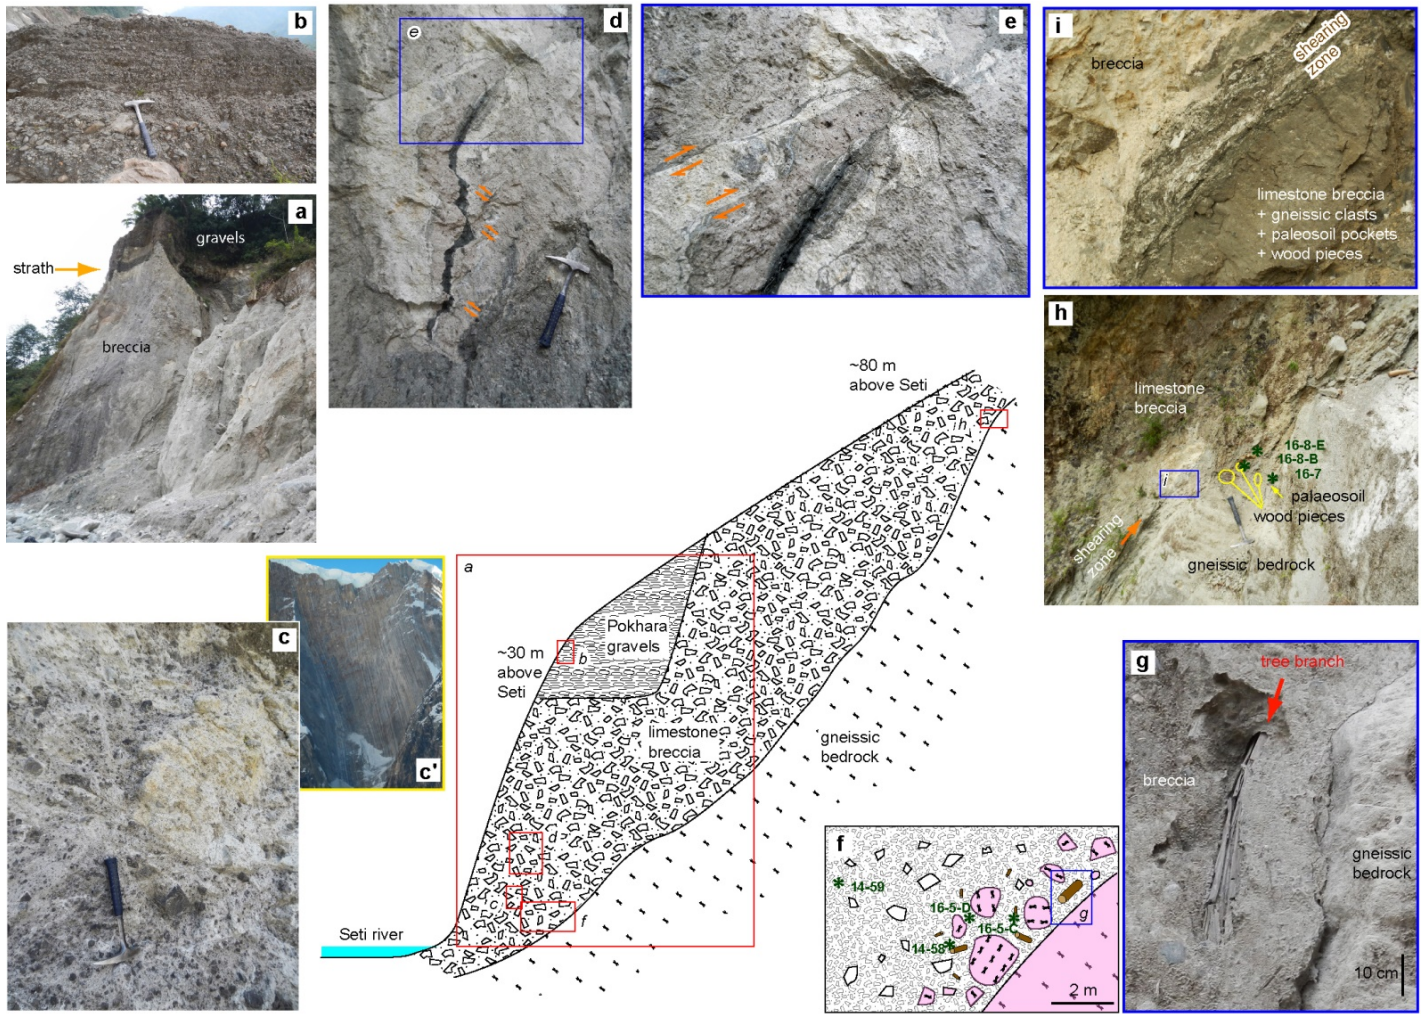 b
a
gravels
strath
breccia
d
e
e
i
shearing
zone
breccia
limestone breccia
+ gneissic clasts
+ paleosoil pockets
+ wood pieces
h
limestone
breccia
16-8-E
16-8-B
16-7
i
palaeosoil
wood pieces
shearing
zone
gneissic bedrock
~80 m
above Seti
h
a
Pokhara
gravels
b
~30 m
above
Seti
limestone
breccia
gneissic
bedrock
d
c
f
Seti river
c
c'
f
14-59
16-5-D
16-5-C
14-58
g
2 m
g
tree branch
breccia
gneissic
bedrock
10 cm